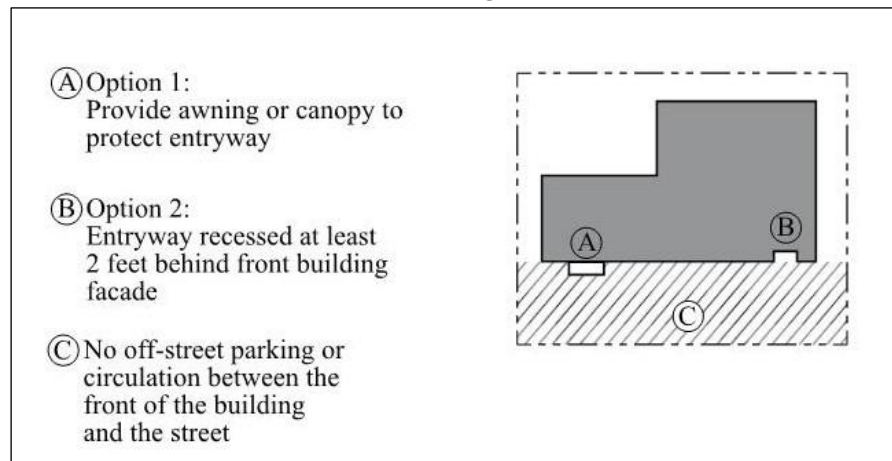 Ⓐ Option 1:
Provide awning or canopy to
protect entryway
Ⓑ Option 2:
Entryway recessed at least
2 feet behind front building
facade
Ⓒ No off-street parking or
circulation between the
front of the building
and the street
Ⓐ
Ⓑ
Ⓒ